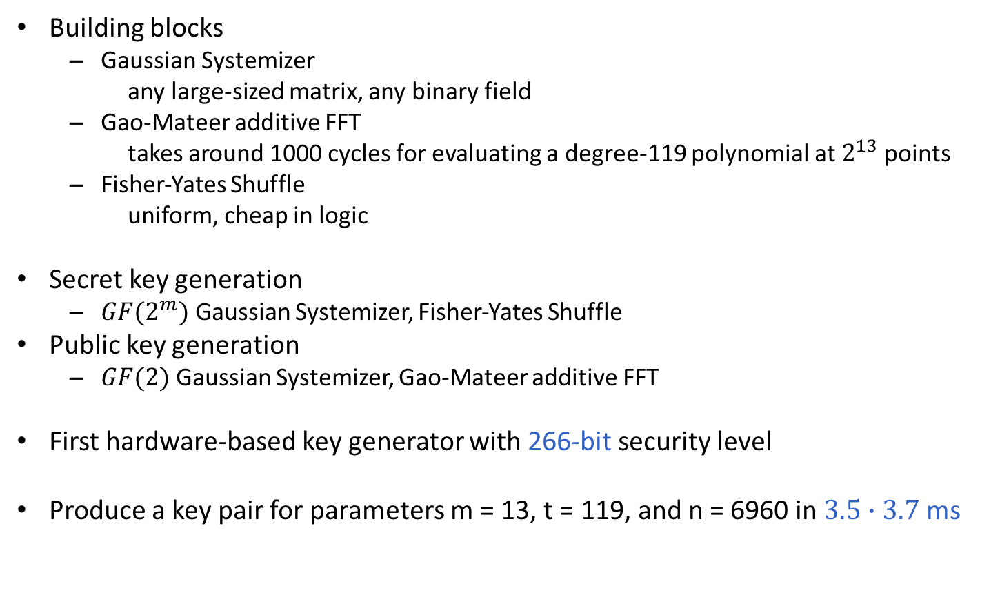 • Building blocks
– Gaussian Systemizer
any large-sized matrix, any binary field
– Gao-Mateer additive FFT
takes around 1000 cycles for evaluating a degree-119 polynomial at 2¹³ points
– Fisher-Yates Shuffle
uniform, cheap in logic
• Secret key generation
– GF(2ᵐ) Gaussian Systemizer, Fisher-Yates Shuffle
• Public key generation
– GF(2) Gaussian Systemizer, Gao-Mateer additive FFT
• First hardware-based key generator with 266-bit security level
• Produce a key pair for parameters m = 13, t = 119, and n = 6960 in 3.5 · 3.7 ms